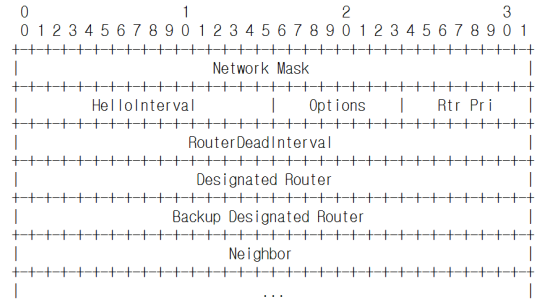 0                   1                   2                   3
0 1 2 3 4 5 6 7 8 9 0 1 2 3 4 5 6 7 8 9 0 1 2 3 4 5 6 7 8 9 0 1
+-+-+-+-+-+-+-+-+-+-+-+-+-+-+-+-+-+-+-+-+-+-+-+-+-+-+-+-+-+-+-+-+
| Network Mask |
+-+-+-+-+-+-+-+-+-+-+-+-+-+-+-+-+-+-+-+-+-+-+-+-+-+-+-+-+-+-+-+-+
| HelloInterval | Options | Rtr Pri |
+-+-+-+-+-+-+-+-+-+-+-+-+-+-+-+-+-+-+-+-+-+-+-+-+-+-+-+-+-+-+-+-+
| RouterDeadInterval |
+-+-+-+-+-+-+-+-+-+-+-+-+-+-+-+-+-+-+-+-+-+-+-+-+-+-+-+-+-+-+-+-+
| Designated Router |
+-+-+-+-+-+-+-+-+-+-+-+-+-+-+-+-+-+-+-+-+-+-+-+-+-+-+-+-+-+-+-+-+
| Backup Designated Router |
+-+-+-+-+-+-+-+-+-+-+-+-+-+-+-+-+-+-+-+-+-+-+-+-+-+-+-+-+-+-+-+-+
| Neighbor |
+-+-+-+-+-+-+-+-+-+-+-+-+-+-+-+-+-+-+-+-+-+-+-+-+-+-+-+-+-+-+-+-+
| ... |